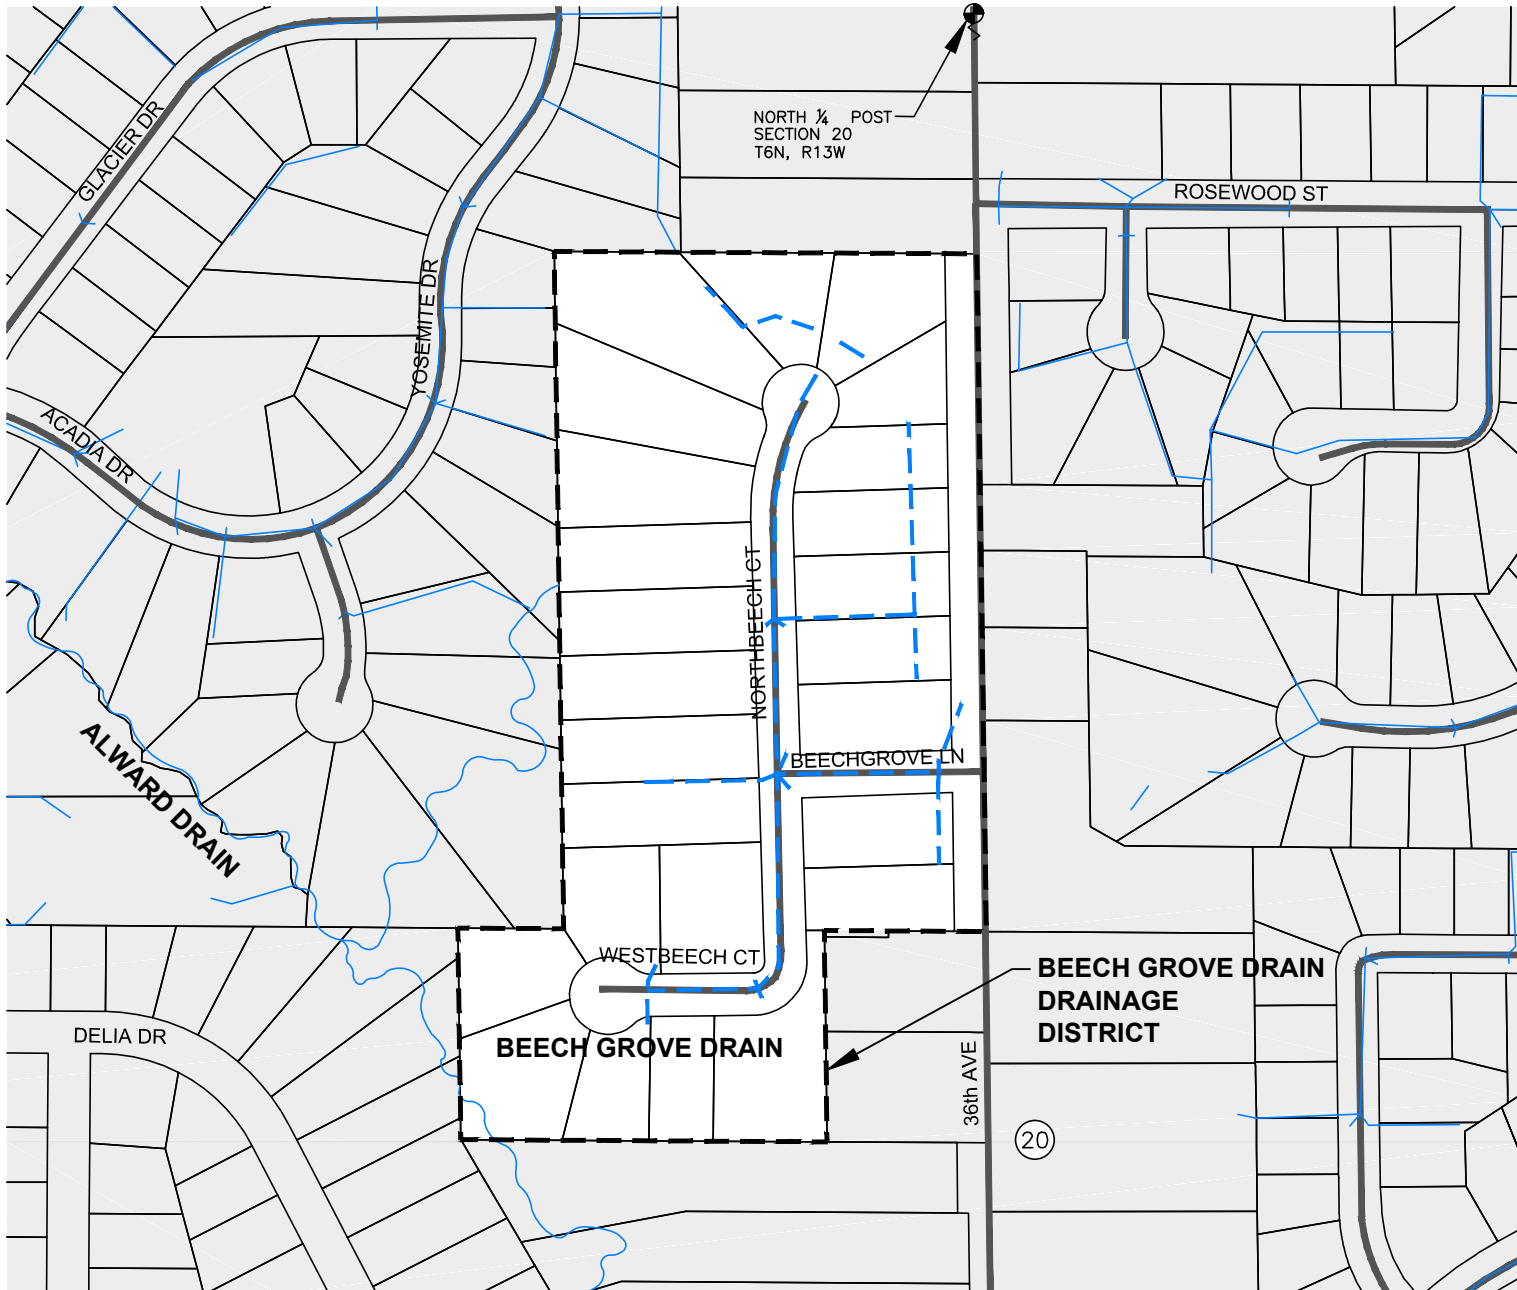 NORTH ¼ POST
SECTION 20
T6N, R13W
GLACIER DR
ROSEWOOD ST
YOSEMITE DR
ACADIA DR
NORTHBEECH CT
BEECHGROVE LN
ALWARD DRAIN
WESTBEECH CT
BEECH GROVE DRAIN
DRAINAGE
DISTRICT
DELIA DR
BEECH GROVE DRAIN
36th AVE
20